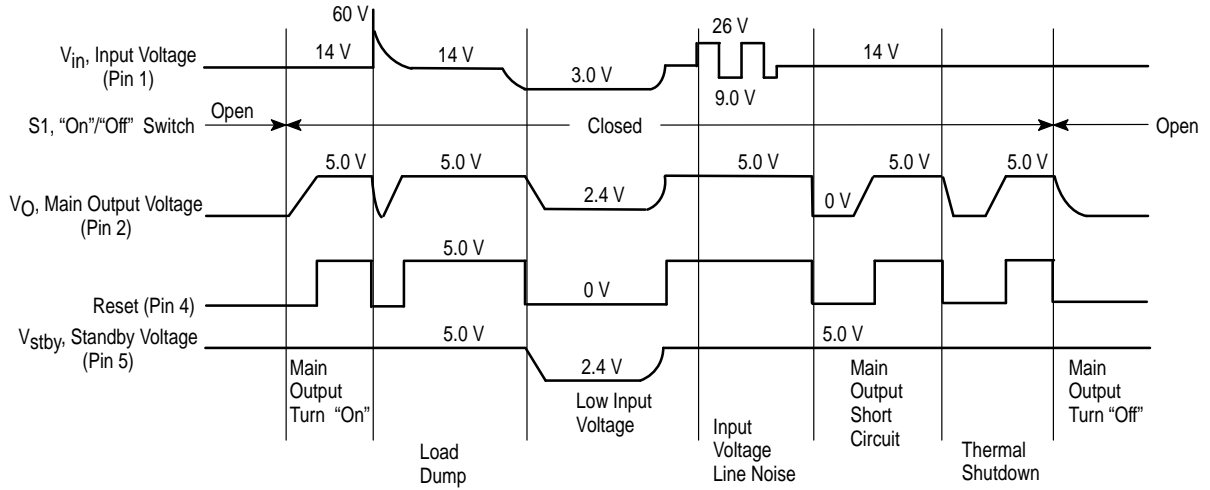 60 V
14 V
14 V
3.0 V
26 V
9.0 V
14 V
Vin, Input Voltage
(Pin 1)
S1, “On”/“Off” Switch
Open
Closed
Open
5.0 V
5.0 V
2.4 V
5.0 V
0 V
5.0 V
5.0 V
VO, Main Output Voltage
(Pin 2)
5.0 V
0 V
Reset (Pin 4)
Vstby, Standby Voltage
(Pin 5)
5.0 V
2.4 V
5.0 V
Main
Output
Turn “On”
Load
Dump
Low Input
Voltage
Input
Voltage
Line Noise
Main
Output
Short
Circuit
Thermal
Shutdown
Main
Output
Turn “Off”